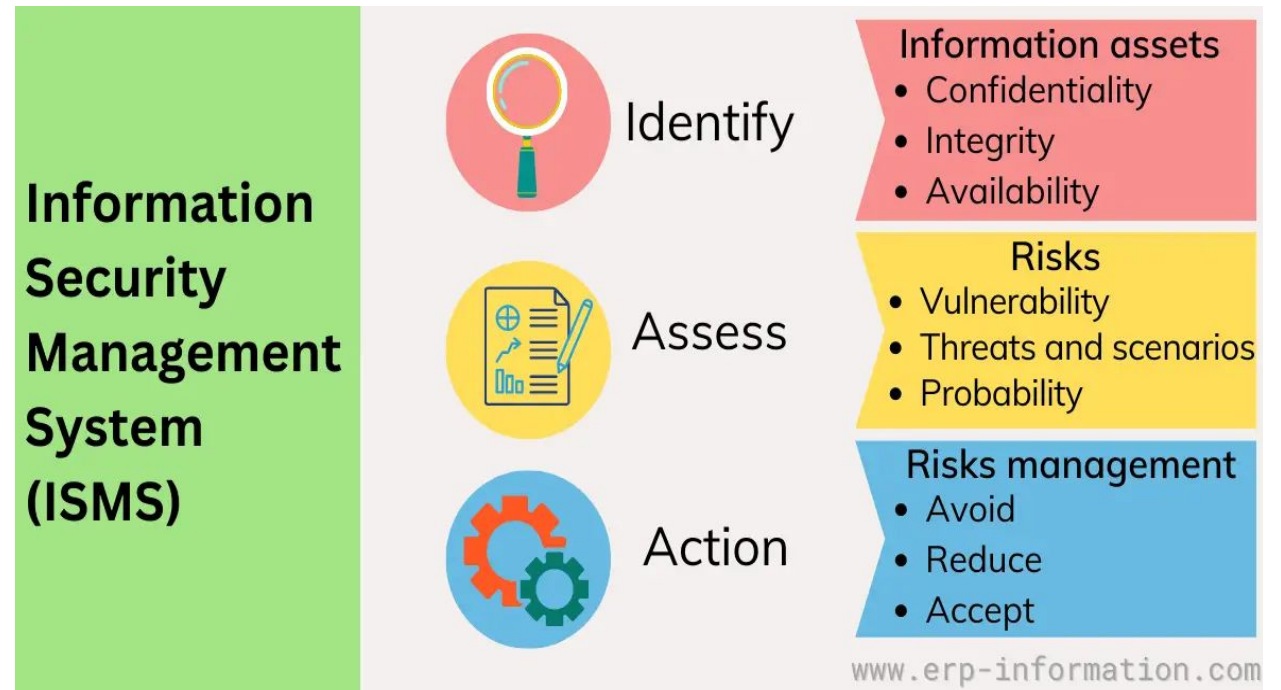 Information
Security
Management
System
(ISMS)
Identify
Information assets
• Confidentiality
• Integrity
• Availability
Assess
Risks
• Vulnerability
• Threats and scenarios
• Probability
Action
Risks management
• Avoid
• Reduce
• Accept
www.erp-information.com